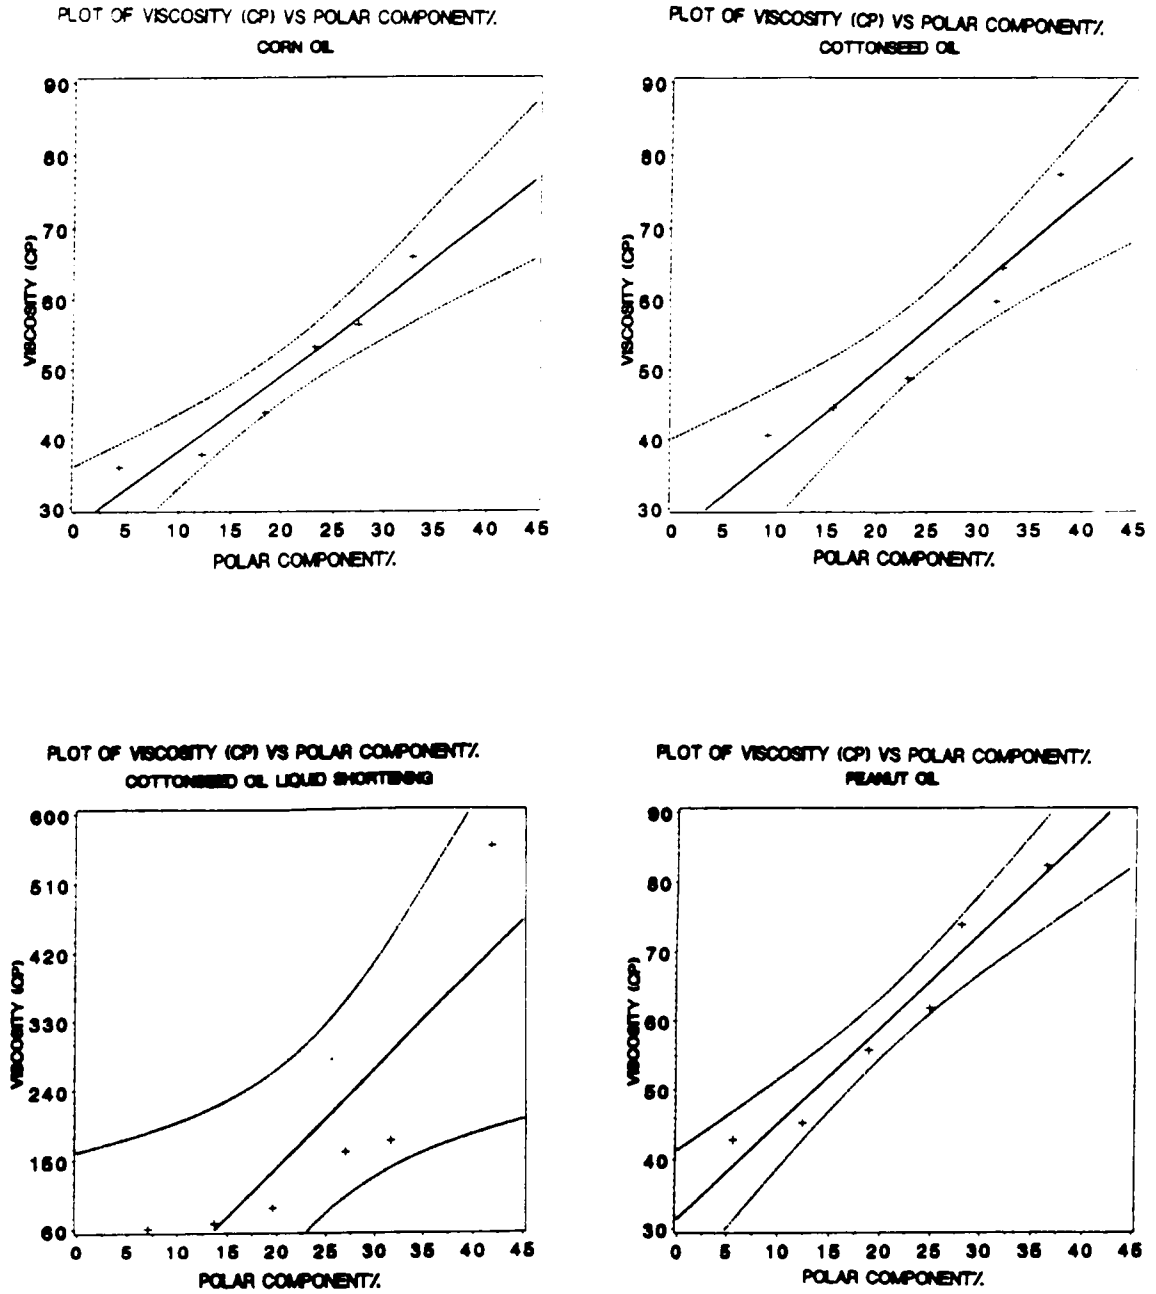 PLOT OF VISCOSITY (CP) VS POLAR COMPONENT%
CORN OIL
90
80
70
60
50
40
30
VISCOSITY (CP)
0 5 10 15 20 25 30 35 40 45
POLAR COMPONENT%
PLOT OF VISCOSITY (CP) VS POLAR COMPONENT%
COTTONSEED OIL
90
80
70
60
50
40
30
VISCOSITY (CP)
0 5 10 15 20 25 30 35 40 45
POLAR COMPONENT%
PLOT OF VISCOSITY (CP) VS POLAR COMPONENT%
COTTONSEED OIL LIQUID SHORTENING
600
510
420
330
240
150
60
VISCOSITY (CP)
0 5 10 15 20 25 30 35 40 45
POLAR COMPONENT%
PLOT OF VISCOSITY (CP) VS POLAR COMPONENT%
PEANUT OIL
90
80
70
60
50
40
30
VISCOSITY (CP)
0 5 10 15 20 25 30 35 40 45
POLAR COMPONENT%